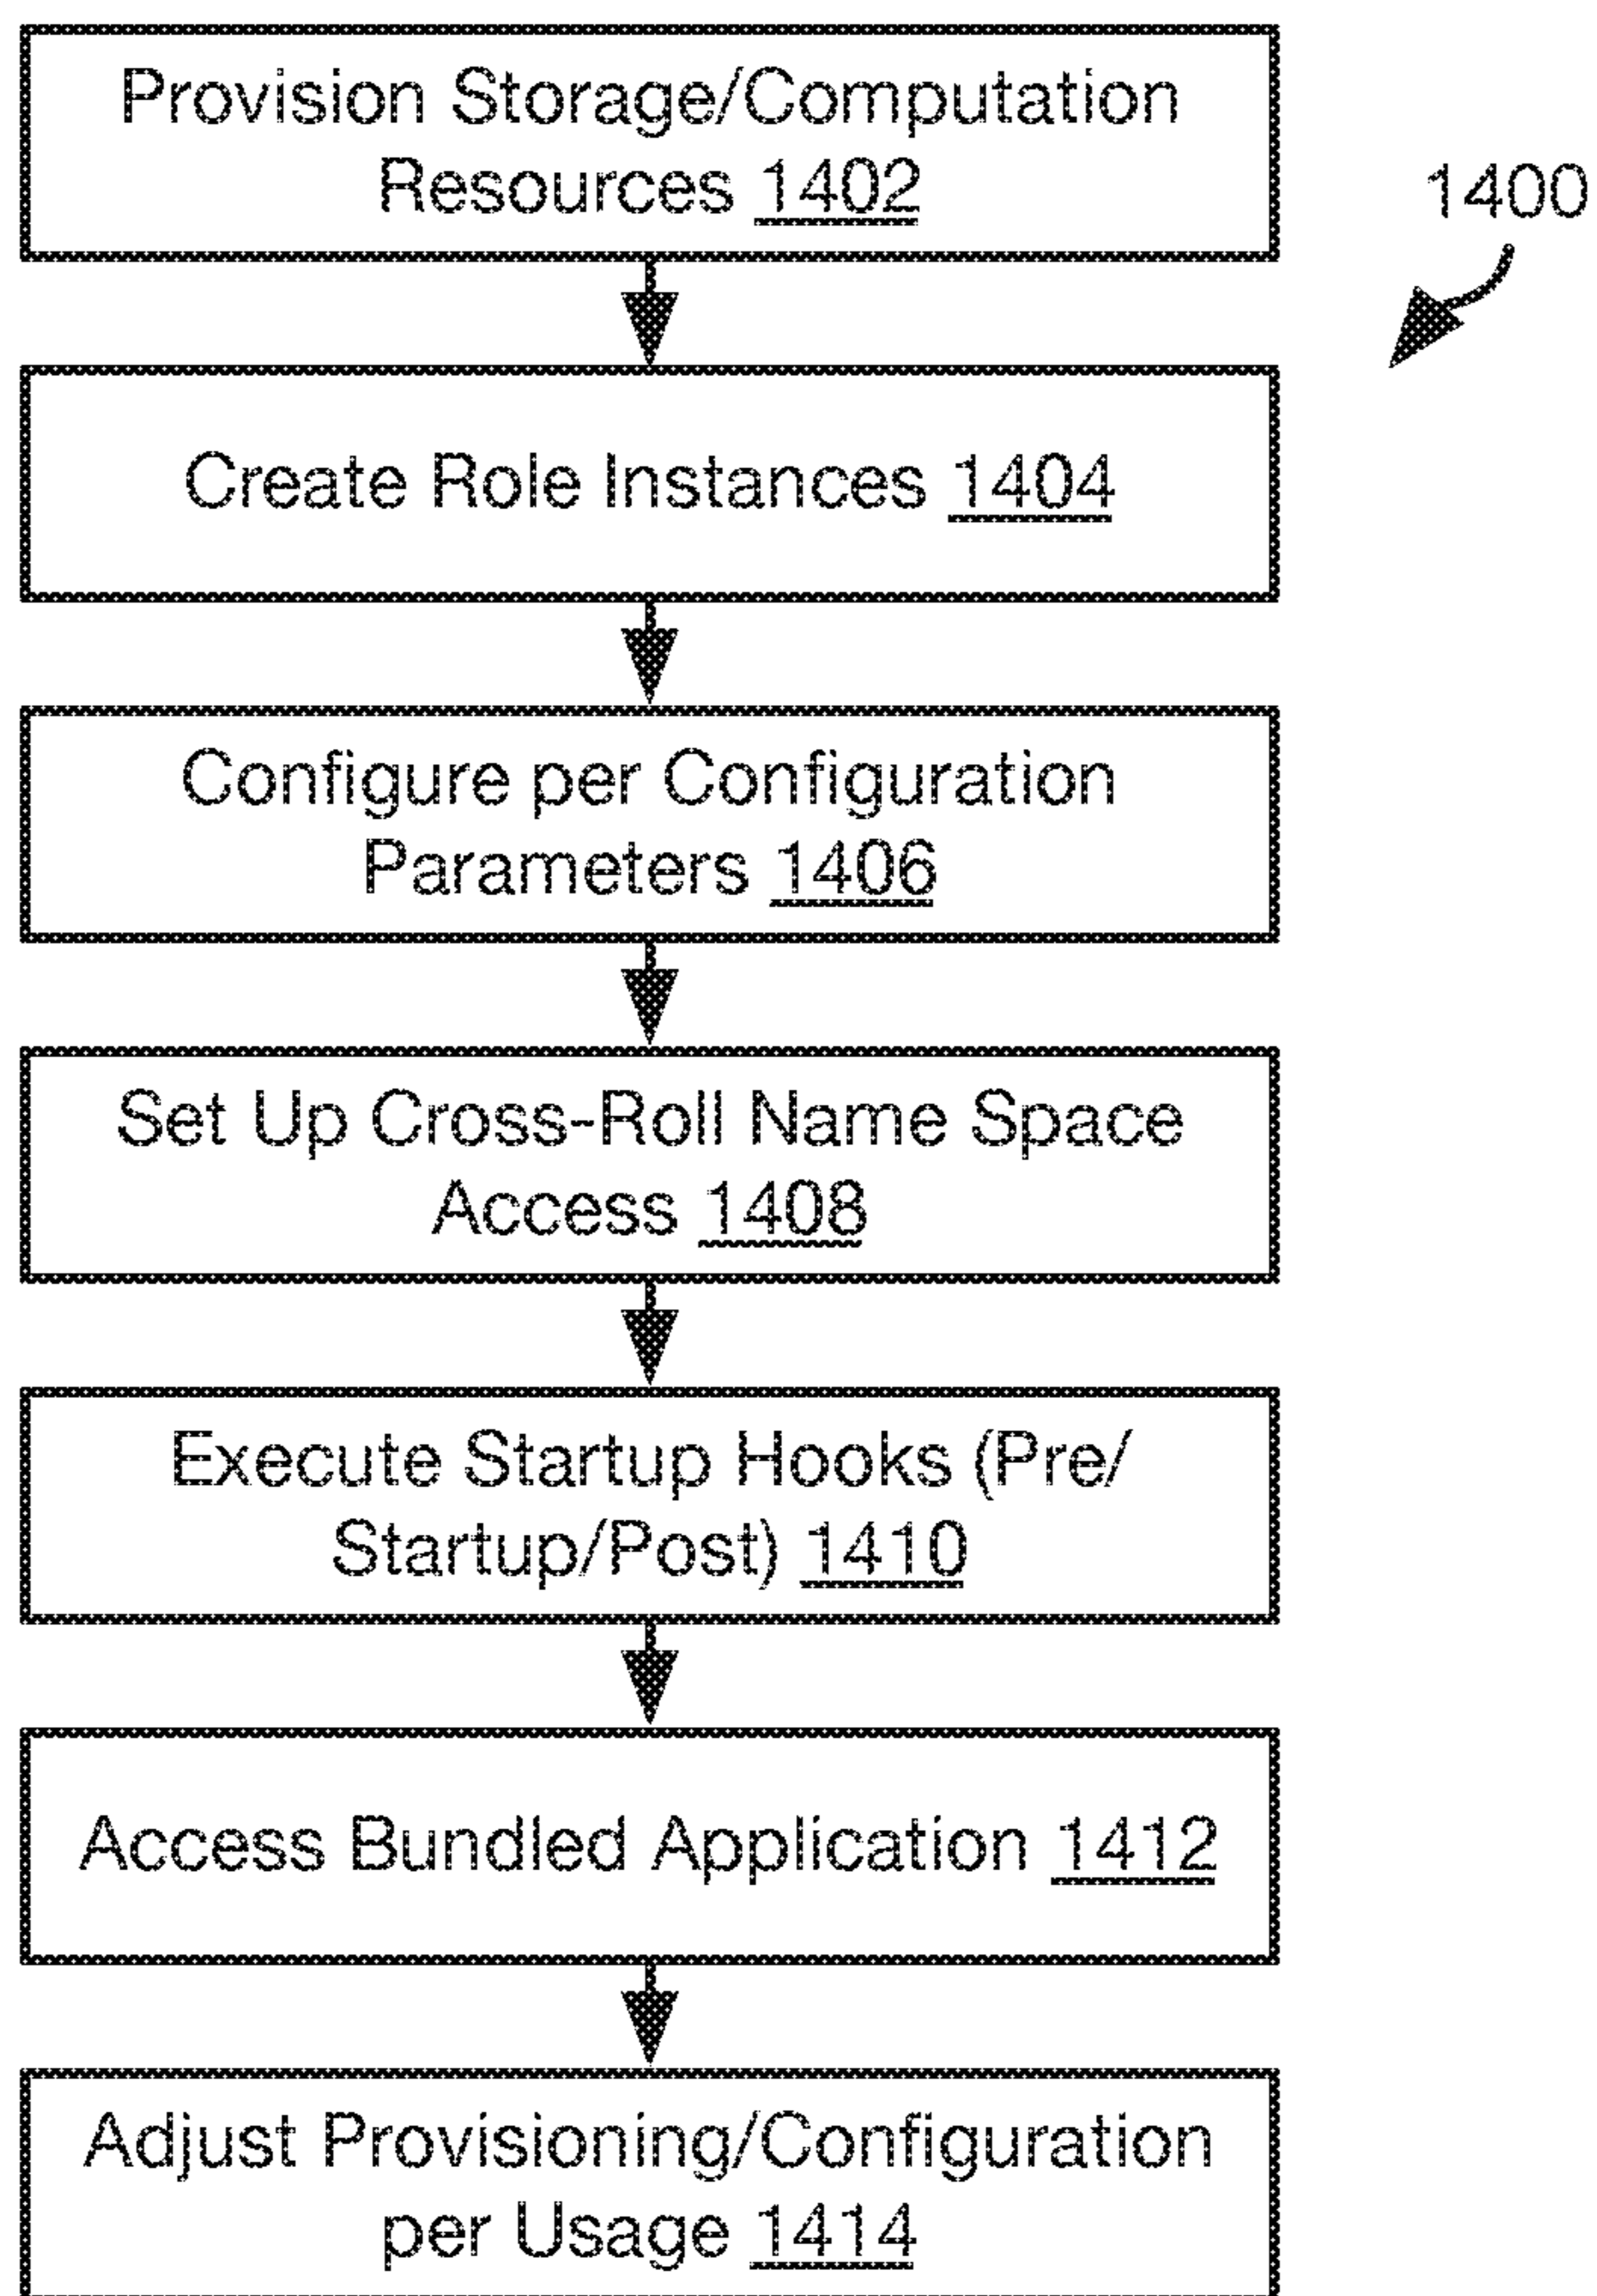 Provision Storage/Computation
Resources 1402
1400
Create Role Instances 1404
Configure per Configuration
Parameters 1406
Set Up Cross-Roll Name Space
Access 1408
Execute Startup Hooks (Pre/
Startup/Post) 1410
Access Bundled Application 1412
Adjust Provisioning/Configuration
per Usage 1414